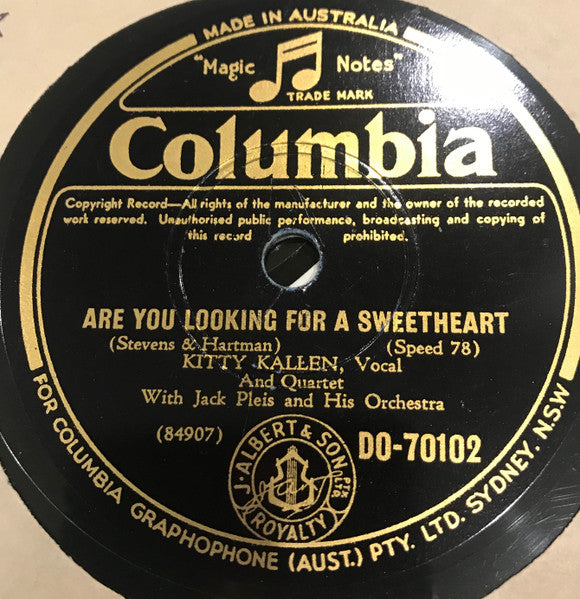 MADE IN AUSTRALIA
"Magic Notes"
TRADE MARK
Columbia
Copyright Record—All rights of the manufacturer and the owner of the recorded
work reserved. Unauthorised public performance, broadcasting and copying of
this record prohibited.
ARE YOU LOOKING FOR A SWEETHEART
(Stevens & Hartman) (Speed 78)
KITTY KALLEN, Vocal
And Quartet
With Jack Pleis and His Orchestra
(84907) DO-70102
J. ALBERT & SON PTY. LTD.
ROYALTY
FOR COLUMBIA GRAPHOPHONE (AUST.) PTY. LTD. SYDNEY. N.S.W